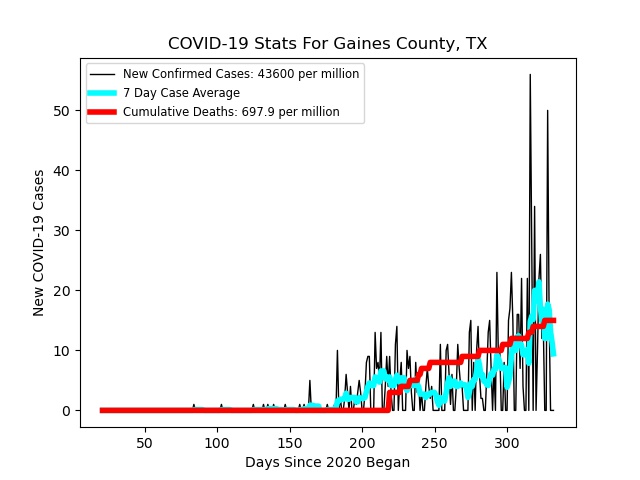 COVID-19 Stats For Gaines County, TX
New Confirmed Cases: 43600 per million
7 Day Case Average
Cumulative Deaths: 697.9 per million
New COVID-19 Cases
50
40
30
20
10
0
50 100 150 200 250 300
Days Since 2020 Began